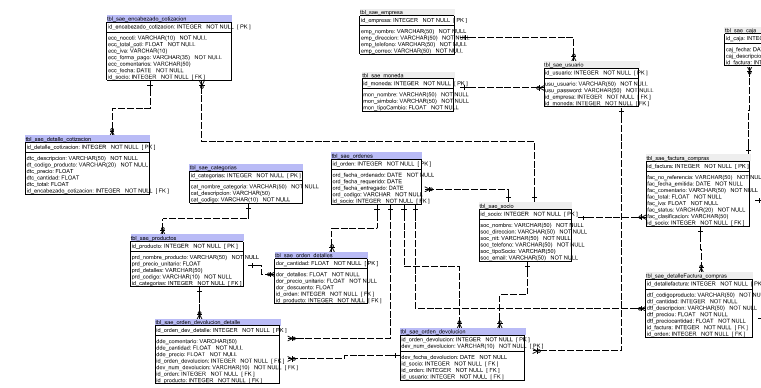 tbl_sae_encabezado_cotizacion
id_encabezado_cotizacion: INTEGER NOT NULL [ PK ]
ecc_nocoti: VARCHAR(10) NOT NULL
ecc_total_coti: FLOAT NOT NULL
ecc_iva: VARCHAR(10)
ecc_forma_pago: VARCHAR(35) NOT NULL
ecc_comentarios: VARCHAR(50)
ecc_fecha: DATE NOT NULL
id_socio: INTEGER NOT NULL [ FK ]
tbl_sae_empresa
id_empresa: INTEGER NOT NULL [ PK ]
emp_nombre: VARCHAR(50) NOT NULL
emp_direccion: VARCHAR(50) NOT NULL
emp_telefono: VARCHAR(50) NOT NULL
emp_correo: VARCHAR(50) NOT NULL
tbl_sae_moneda
id_moneda: INTEGER NOT NULL [ PK ]
mon_nombre: VARCHAR(50) NOT NULL
mon_simbolo: VARCHAR(50) NOT NULL
mon_tipoCambio: FLOAT NOT NULL
tbl_sae_usuario
id_usuario: INTEGER NOT NULL [ PK ]
usu_usuario: VARCHAR(50) NOT NULL
usu_password: VARCHAR(50) NOT NULL
id_empresa: INTEGER NOT NULL [ FK ]
id_moneda: INTEGER NOT NULL [ FK ]
tbl_sae_caja
id_caja: INTE
caj_fecha: DA
caj_descripcio
id_factura: INT
tbl_sae_detalle_cotizacion
id_detalle_cotizacion: INTEGER NOT NULL [ PK ]
dtc_descripcion: VARCHAR(50) NOT NULL
df_codigo_producto: VARCHAR(20) NOT NULL
dtc_precio: FLOAT
dtc_cantidad: FLOAT
dtc_total: FLOAT
id_encabezado_cotizacion: INTEGER NOT NULL [ FK ]
tbl_sae_categorias
id_categorias: INTEGER NOT NULL [ PK ]
cat_nombre_categoria: VARCHAR(50) NOT NULL
cat_descripcion: VARCHAR(50)
cat_codigo: VARCHAR(10) NOT NULL
tbl_sae_ordenes
id_orden: INTEGER NOT NULL [ PK ]
ord_fecha_ordenado: DATE NOT NULL
ord_fecha_requerido: DATE
ord_fecha_entregado: DATE
ord_codigo: VARCHAR NOT NULL
id_socio: INTEGER NOT NULL [ FK ]
tbl_sae_socio
id_socio: INTEGER NOT NULL [ PK ]
soc_nombre: VARCHAR(50) NOT NULL
soc_direccion: VARCHAR(50) NOT NULL
soc_nit: VARCHAR(50) NOT NULL
soc_telefono: VARCHAR(50) NOT NULL
soc_tipoSocio: VARCHAR(50) NOT NULL
soc_email: VARCHAR(50) NOT NULL
tbl_sae_factura_compras
id_factura: INTEGER NOT NULL [ PK ]
fac_no_referencia: VARCHAR(50) NOT NULL
fac_fecha_emitida: DATE NOT NULL
fac_comentario: VARCHAR(50) NOT NULL
fac_total: FLOAT NOT NULL
fac_iva: FLOAT NOT NULL
fac_status: VARCHAR(20) NOT NULL
fac_clasificacion: VARCHAR(50)
id_socio: INTEGER NOT NULL [ FK ]
tbl_sae_productos
id_producto: INTEGER NOT NULL [ PK ]
prd_nombre_producto: VARCHAR(50) NOT NULL
prd_precio_unitario: FLOAT
prd_detalles: VARCHAR(50)
prd_codigo: VARCHAR(10) NOT NULL
id_categorias: INTEGER NOT NULL [ FK ]
tbl_sae_orden_detalles
dor_cantidad: FLOAT NOT NULL [ PK ]
dor_detalles: FLOAT NOT NULL
dor_precio_unitario: FLOAT NOT NULL
dor_descuento: FLOAT
id_orden: INTEGER NOT NULL [ FK ]
id_producto: INTEGER NOT NULL [ FK ]
tbl_sae_detalleFactura_compras
id_detallefactura: INTEGER NOT NULL [ PK
dtf_codigoproducto: VARCHAR(50) NOT NUL
dtf_cantidad: INTEGER NOT NULL
dtf_descripcion: VARCHAR(50) NOT NULL
dtf_precio: FLOAT NOT NULL
dtf_preciocantidad: FLOAT NOT NULL
id_factura: INTEGER NOT NULL [ FK ]
id_orden: INTEGER NOT NULL [ FK ]
tbl_sae_orden_devolucion_detalle
id_orden_dev_detalle: INTEGER NOT NULL [ PK ]
dde_comentario: VARCHAR(50)
dde_cantidad: FLOAT NOT NULL
dde_precio: FLOAT NOT NULL
id_orden_devolucion: INTEGER NOT NULL [ FK ]
dev_num_devolucion: VARCHAR(10) NOT NULL [ FK ]
id_orden: INTEGER NOT NULL [ FK ]
id_producto: INTEGER NOT NULL [ FK ]
tbl_sae_orden_devolucion
id_orden_devolucion: INTEGER NOT NULL [ PK ]
dev_num_devolucion: VARCHAR(10) NOT NULL [ PK ]
dev_fecha_devolucion: DATE NOT NULL
id_socio: INTEGER NOT NULL [ FK ]
id_orden: INTEGER NOT NULL [ FK ]
id_usuario: INTEGER NOT NULL [ FK ]